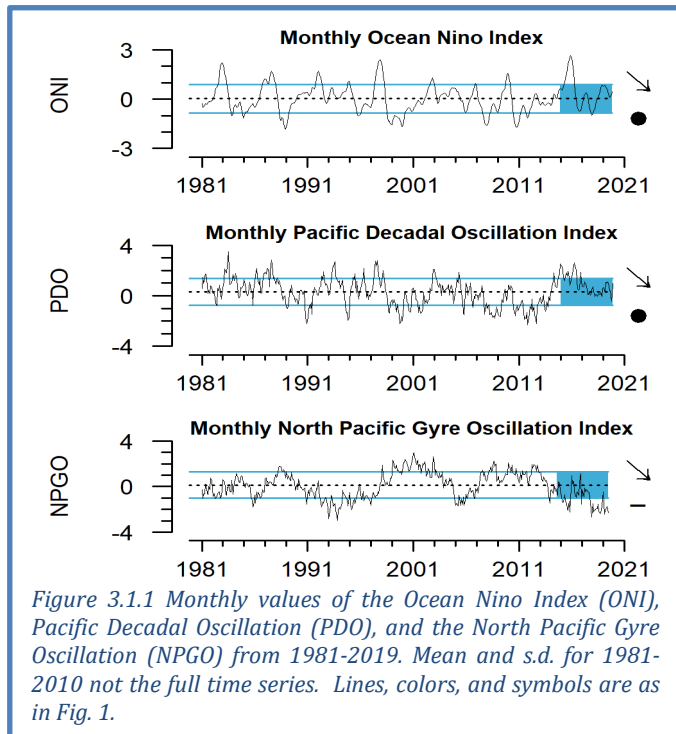 Monthly Ocean Nino Index
ONI
3
0
-3
1981 1991 2001 2011 2021
Monthly Pacific Decadal Oscillation Index
PDO
4
0
-4
1981 1991 2001 2011 2021
Monthly North Pacific Gyre Oscillation Index
NPGO
4
0
-4
1981 1991 2001 2011 2021
Figure 3.1.1 Monthly values of the Ocean Nino Index (ONI),
Pacific Decadal Oscillation (PDO), and the North Pacific Gyre
Oscillation (NPGO) from 1981-2019. Mean and s.d. for 1981-
2010 not the full time series. Lines, colors, and symbols are as
in Fig. 1.